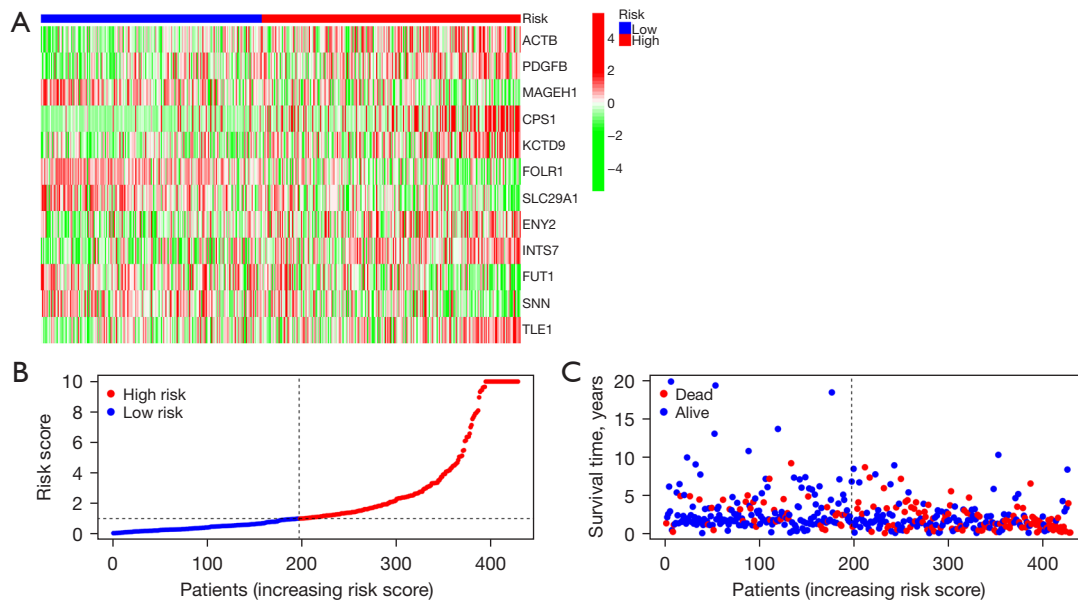 A
Risk
ACTB
PDGFB
MAGEH1
CPS1
KCTD9
FOLR1
SLC29A1
ENY2
INTS7
FUT1
SNN
TLE1
4
2
0
−2
−4
Risk
Low
High
B
High risk
Low risk
Risk score
10
8
6
4
2
0
0 100 200 300 400
Patients (increasing risk score)
C
Dead
Alive
Survival time, years
20
15
10
5
0
0 100 200 300 400
Patients (increasing risk score)